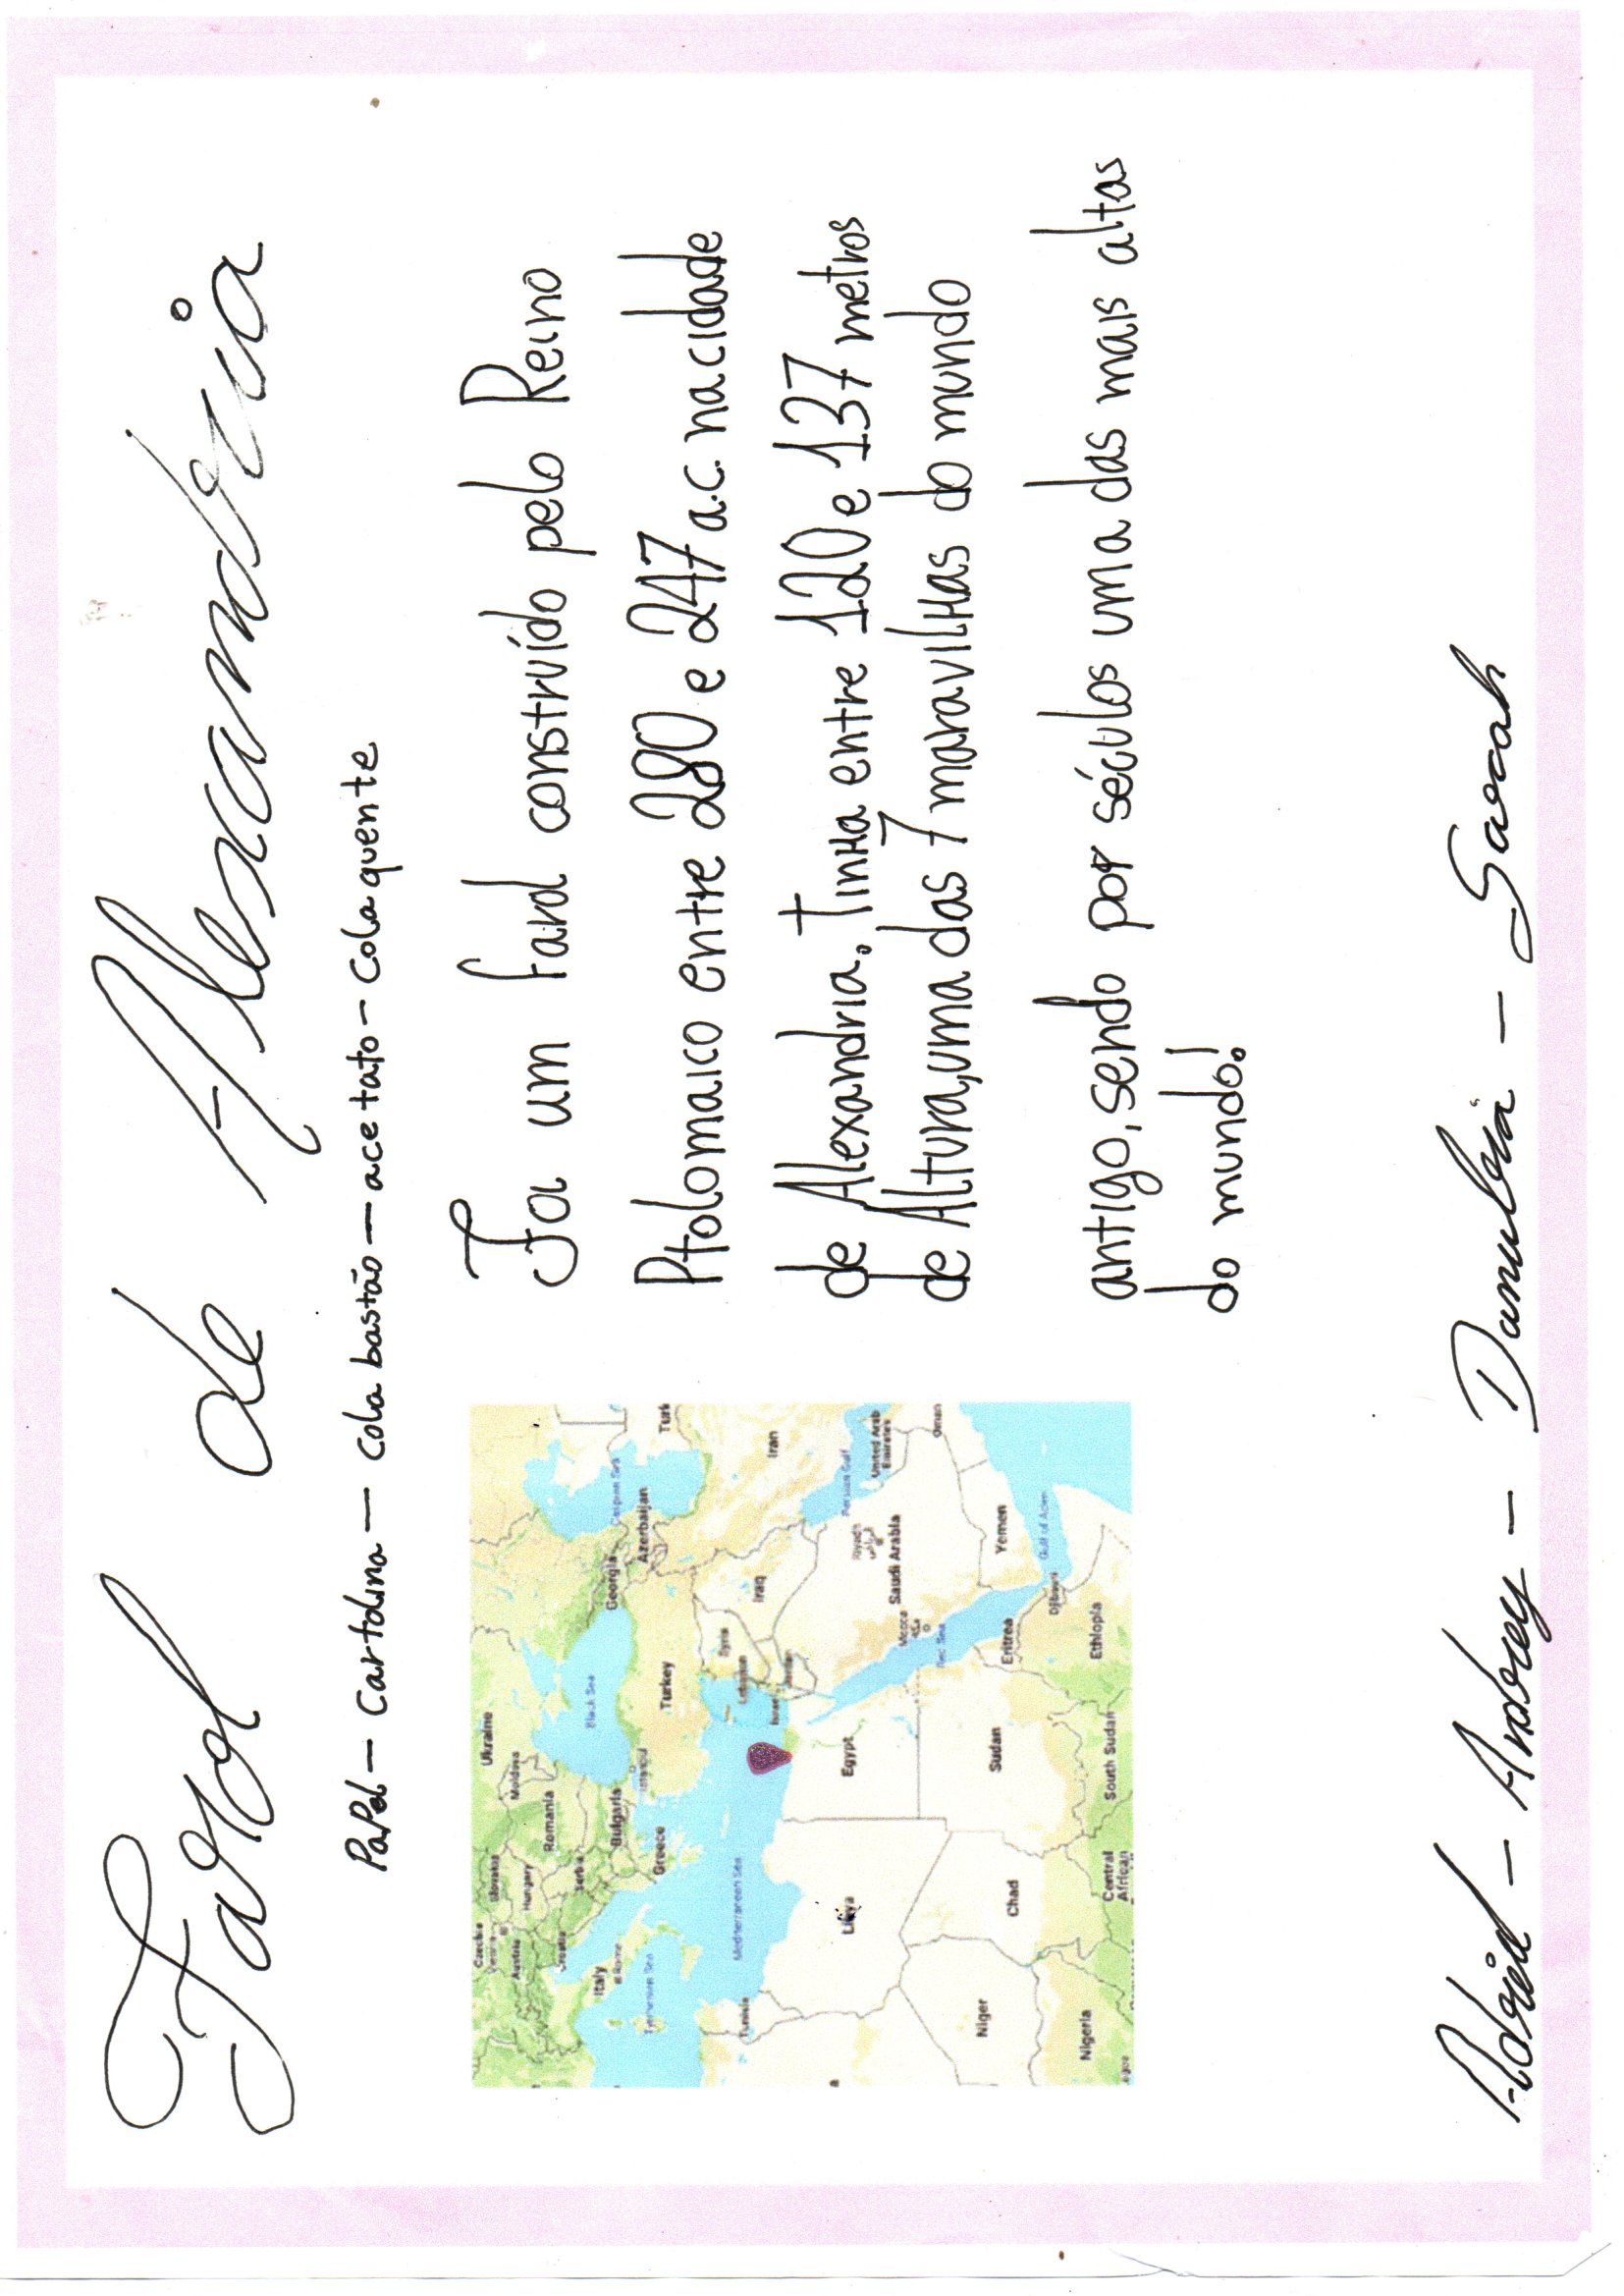 Farol de Alexandria
PaPel - Cartolina - cola bastão - acetato - cola quente
Foi um farol construído pelo Reino
Ptolomaico entre 280 e 247 a.c. na cidade
de Alexandria. Tinha entre 120 e 137 metros
de Altura, uma das 7 maravilhas do mundo
antigo, sendo por séculos uma das mais altas
do mundo!
Ukraine
Moldova
Romania
Czechia
Slovakia
Austria
Hungary
Croatia
Serbia
Bulgaria
Italy
Rome
Greece
Istanbul
Black Sea
Georgia
Azerbaijan
Caspian Sea
Turkey
Tyrrhenian Sea
Mediterranean Sea
Tunisia
Syria
Lebanon
Israel
Jordan
Iraq
Iran
Persian Gulf
Libya
Egypt
Riyadh
Saudi Arabia
Mecca
Red Sea
United Arab
Emirates
Oman
Niger
Chad
Sudan
Eritrea
Yemen
Gulf of Aden
Djibouti
Nigeria
Central
African
South Sudan
Ethiopia
Adriel - Andrey - - Sarah